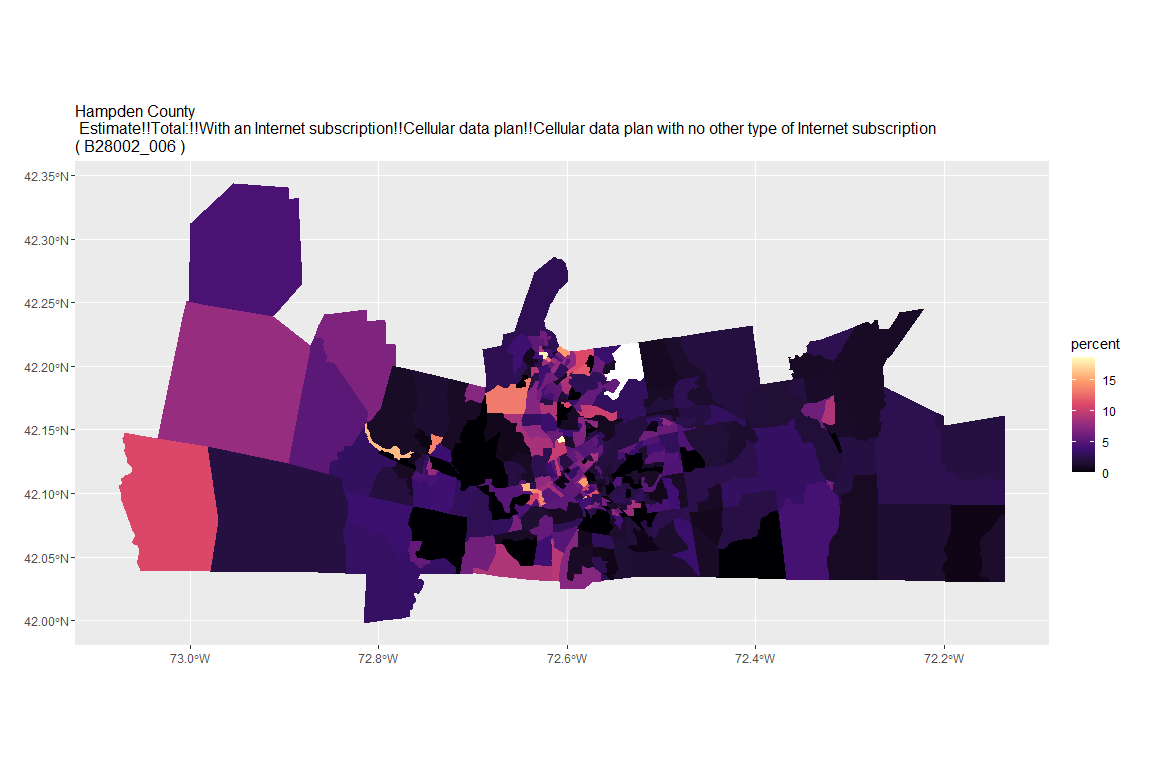 Hampden County
Estimate!!Total:!!With an Internet subscription!!Cellular data plan!!Cellular data plan with no other type of Internet subscription
( B28002_006 )
42.35°N
42.30°N
42.25°N
42.20°N
42.15°N
42.10°N
42.05°N
42.00°N
73.0°W 72.8°W 72.6°W 72.4°W 72.2°W
percent
15
10
5
0